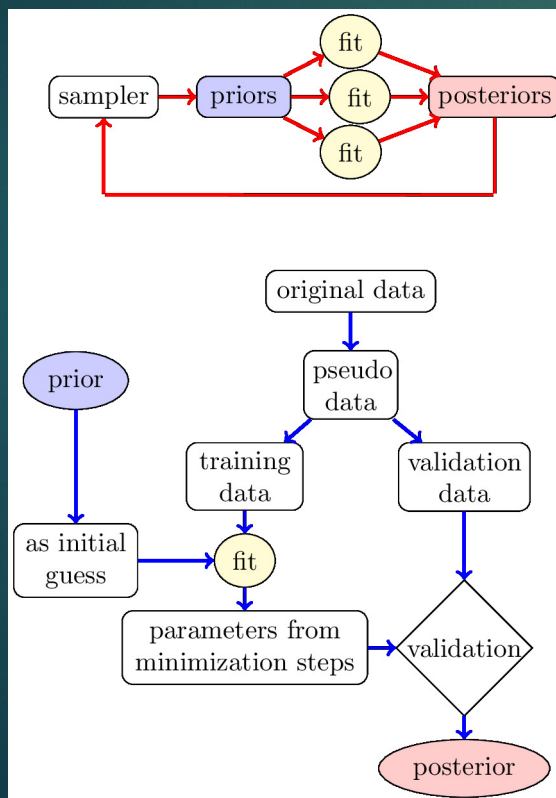 fit
sampler
priors
fit
posteriors
fit
original data
prior
pseudo
data
training
data
validation
data
as initial
guess
fit
parameters from
minimization steps
validation
posterior